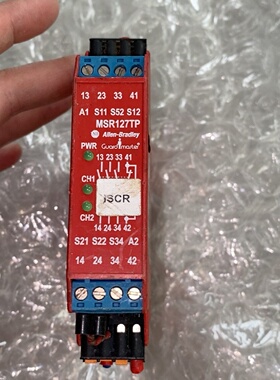 13 23 33 41
A1 S11 S52 S12
MSR127TP
AB Allen-Bradley
PWR Guardmaster
13 23 33 41
CH1
JSCR
CH2
14 24 34 42
S21 S22 S34 A2
14 24 34 42